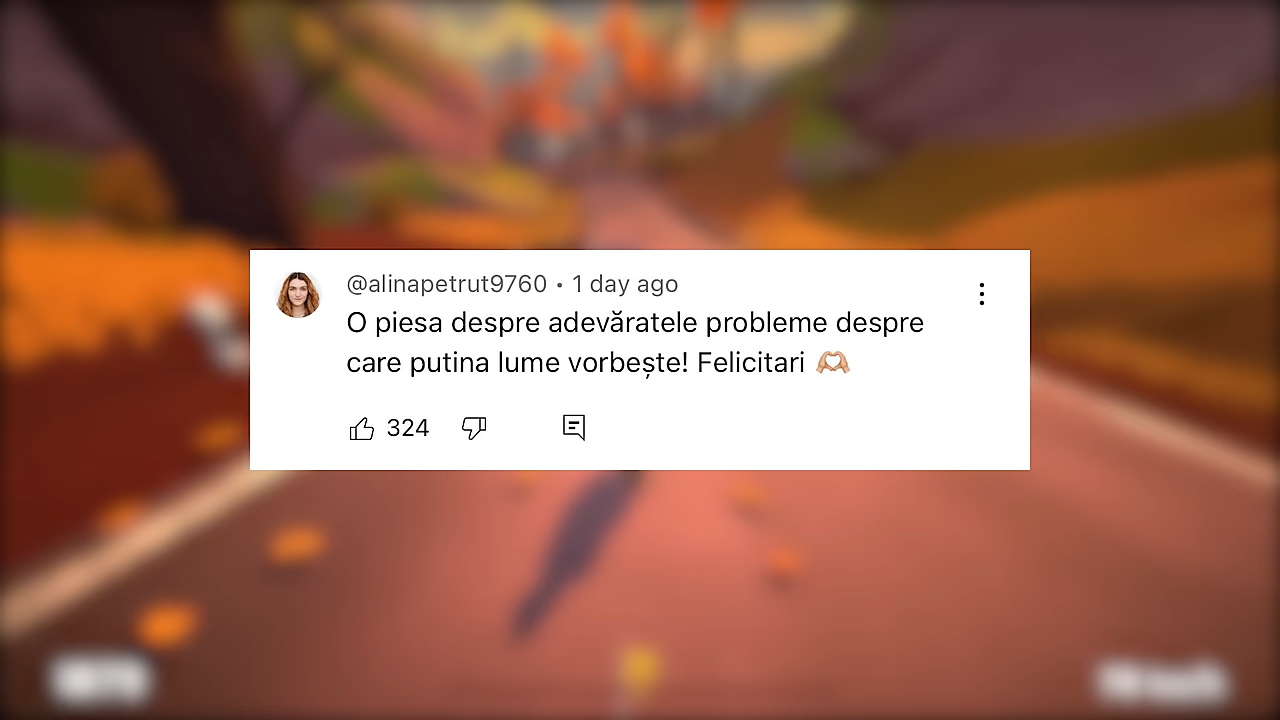 @alinapetrut9760 • 1 day ago
O piesa despre adevăratele probleme despre
care putina lume vorbește! Felicitari 🫶🏼
324